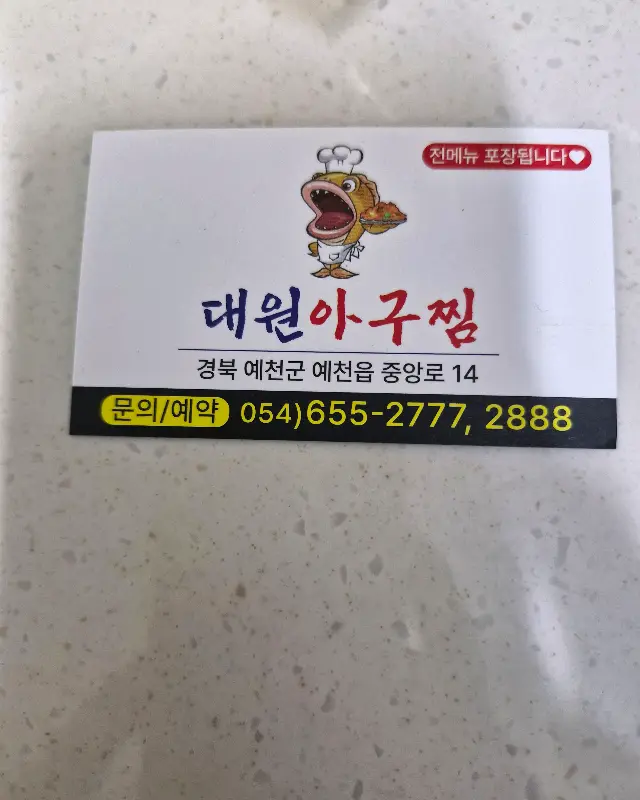 전메뉴 포장됩니다♥
대원아구찜
경북 예천군 예천읍 중앙로 14
문의/예약 054)655-2777, 2888